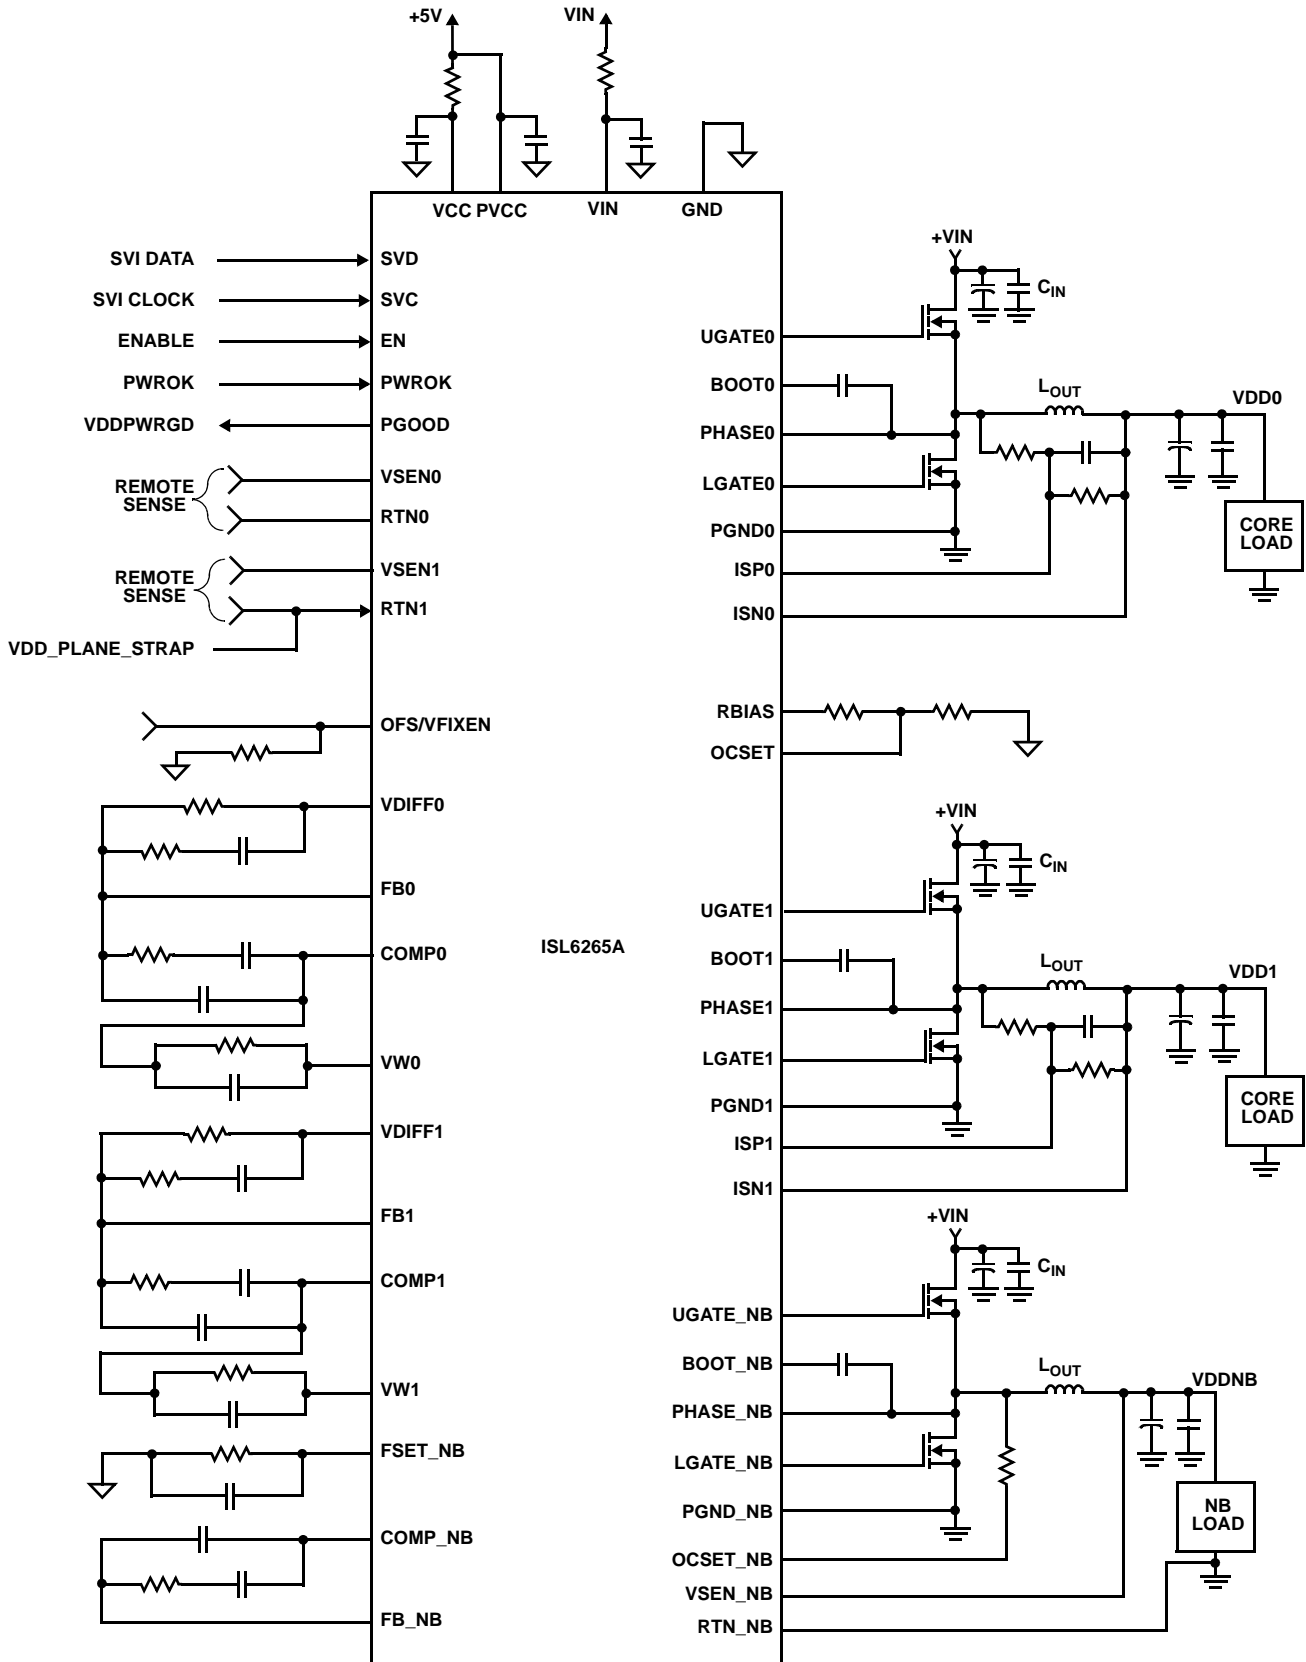 +5V
VIN
VCC PVCC
VIN
GND
SVI DATA
SVD
SVI CLOCK
SVC
ENABLE
EN
PWROK
PWROK
VDDPWRGD
PGOOD
REMOTE
SENSE
VSEN0
RTN0
REMOTE
SENSE
VSEN1
RTN1
VDD_PLANE_STRAP
OFS/VFIXEN
VDIFF0
FB0
COMP0
VW0
VDIFF1
FB1
COMP1
VW1
FSET_NB
COMP_NB
FB_NB
ISL6265A
+VIN
CIN
UGATE0
BOOT0
LOUT
VDD0
PHASE0
LGATE0
PGND0
CORE
LOAD
ISP0
ISN0
RBIAS
OCSET
+VIN
CIN
UGATE1
BOOT1
LOUT
VDD1
PHASE1
LGATE1
PGND1
CORE
LOAD
ISP1
ISN1
+VIN
CIN
UGATE_NB
BOOT_NB
LOUT
VDDNB
PHASE_NB
LGATE_NB
PGND_NB
NB
LOAD
OCSET_NB
VSEN_NB
RTN_NB